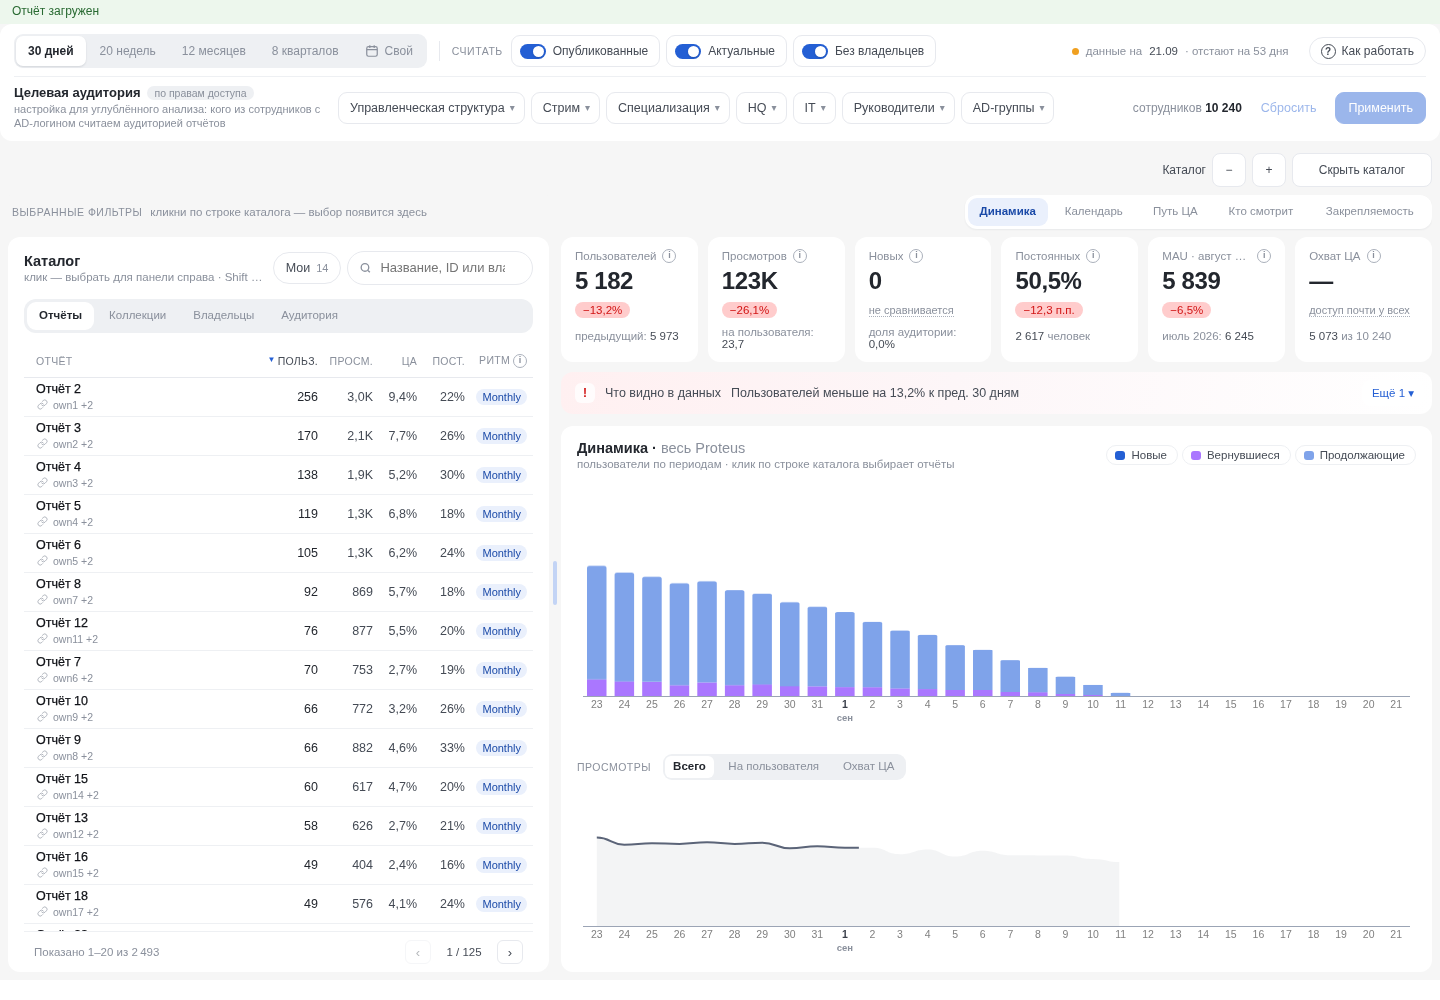 Отчёт загружен
30 дней 20 недель 12 месяцев 8 кварталов Свой СЧИТАТЬ Опубликованные Актуальные Без владельцев данные на 21.09 · отстают на 53 дня ? Как работать
Целевая аудитория по правам доступа
настройка для углублённого анализа: кого из сотрудников с
AD-логином считаем аудиторией отчётов
Управленческая структура ▾ Стрим ▾ Специализация ▾ HQ ▾ IT ▾ Руководители ▾ AD-группы ▾ сотрудников 10 240 Сбросить Применить
Каталог − + Скрыть каталог
ВЫБРАННЫЕ ФИЛЬТРЫ кликни по строке каталога — выбор появится здесь
Динамика Календарь Путь ЦА Кто смотрит Закрепляемость
Каталог
клик — выбрать для панели справа · Shift …
Мои 14 Название, ID или вла
Отчёты Коллекции Владельцы Аудитория
ОТЧЁТ ▾ ПОЛЬЗ. ПРОСМ. ЦА ПОСТ. РИТМ i
Отчёт 2 256 3,0K 9,4% 22% Monthly
own1 +2
Отчёт 3 170 2,1K 7,7% 26% Monthly
own2 +2
Отчёт 4 138 1,9K 5,2% 30% Monthly
own3 +2
Отчёт 5 119 1,3K 6,8% 18% Monthly
own4 +2
Отчёт 6 105 1,3K 6,2% 24% Monthly
own5 +2
Отчёт 8 92 869 5,7% 18% Monthly
own7 +2
Отчёт 12 76 877 5,5% 20% Monthly
own11 +2
Отчёт 7 70 753 2,7% 19% Monthly
own6 +2
Отчёт 10 66 772 3,2% 26% Monthly
own9 +2
Отчёт 9 66 882 4,6% 33% Monthly
own8 +2
Отчёт 15 60 617 4,7% 20% Monthly
own14 +2
Отчёт 13 58 626 2,7% 21% Monthly
own12 +2
Отчёт 16 49 404 2,4% 16% Monthly
own15 +2
Отчёт 18 49 576 4,1% 24% Monthly
own17 +2
Показано 1–20 из 2 493 ‹ 1 / 125 ›
Пользователей i
5 182
−13,2%
предыдущий: 5 973
Просмотров i
123K
−26,1%
на пользователя:
23,7
Новых i
0
не сравнивается
доля аудитории:
0,0%
Постоянных i
50,5%
−12,3 п.п.
2 617 человек
MAU · август … i
5 839
−6,5%
июль 2026: 6 245
Охват ЦА i
—
доступ почти у всех
5 073 из 10 240
! Что видно в данных Пользователей меньше на 13,2% к пред. 30 дням Ещё 1 ▾
Динамика · весь Proteus
пользователи по периодам · клик по строке каталога выбирает отчёты
Новые Вернувшиеся Продолжающие
23 24 25 26 27 28 29 30 31 1 2 3 4 5 6 7 8 9 10 11 12 13 14 15 16 17 18 19 20 21
сен
ПРОСМОТРЫ Всего На пользователя Охват ЦА
23 24 25 26 27 28 29 30 31 1 2 3 4 5 6 7 8 9 10 11 12 13 14 15 16 17 18 19 20 21
сен